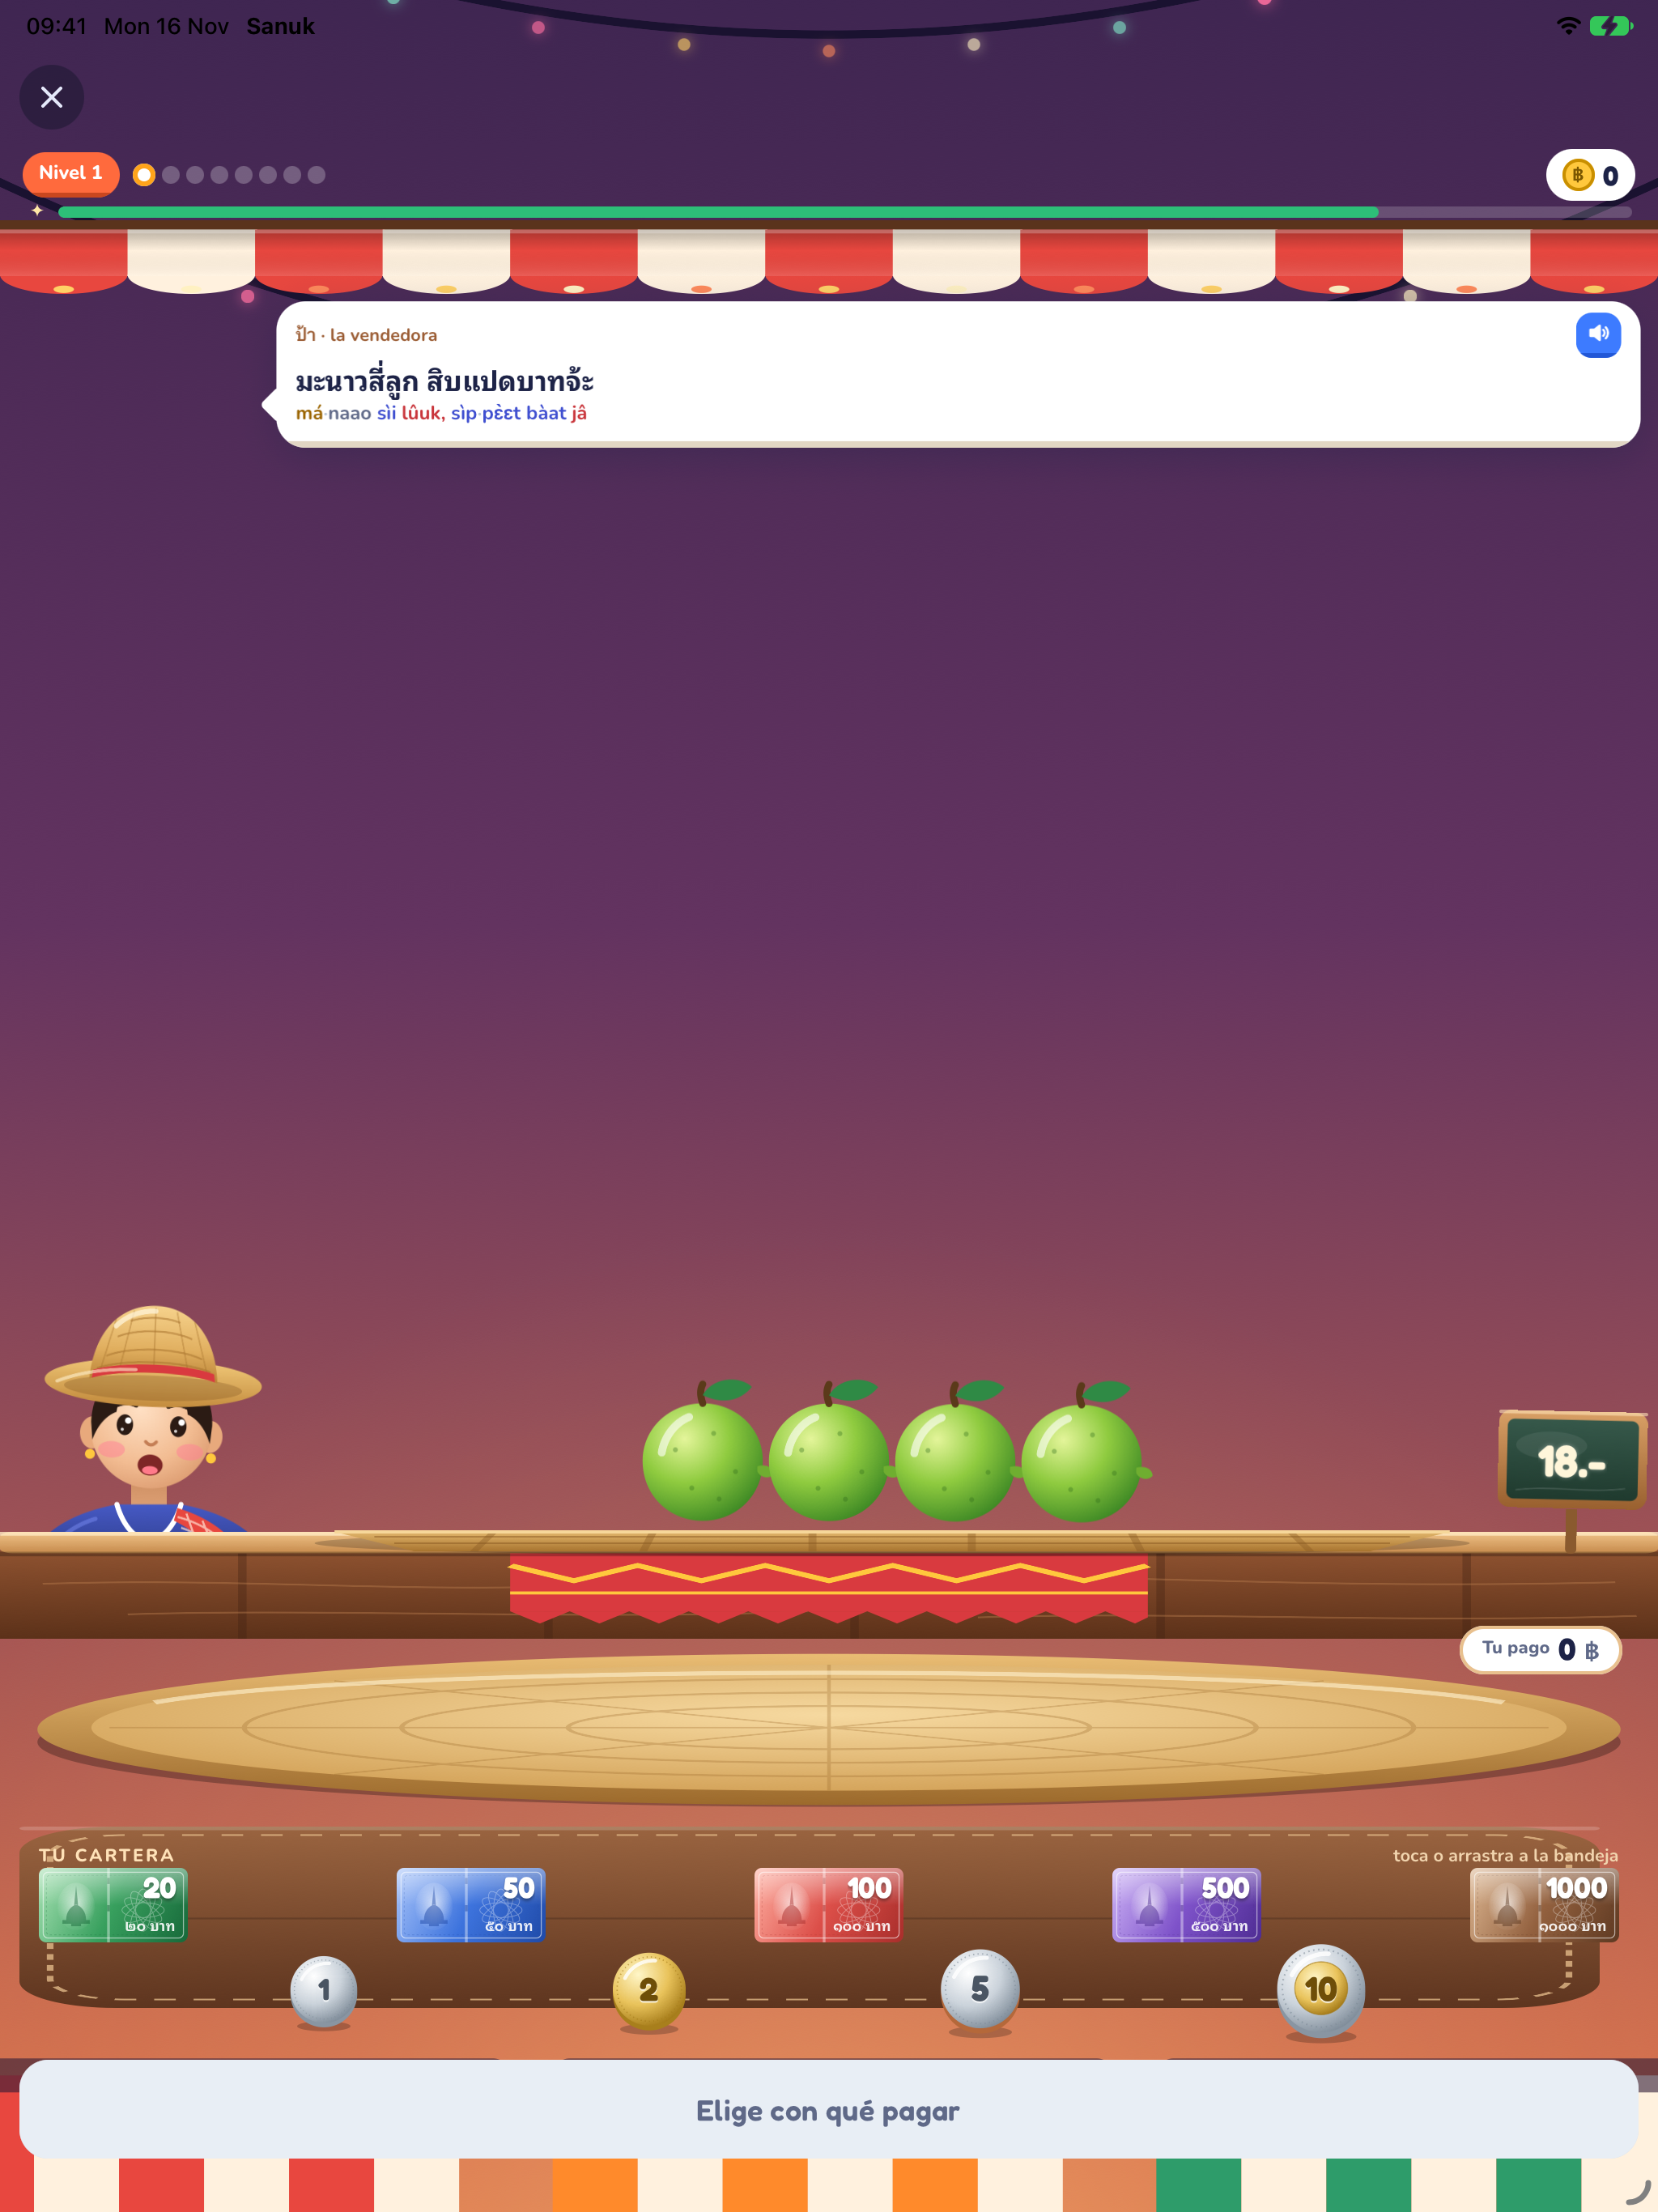 09:41 Mon 16 Nov Sanuk
Nivel 1
฿ 0
ป้า · la vendedora
มะนาวสี่ลูก สิบแปดบาทจ้ะ
má·naao sìi lûuk, sìp·pɛ̀ɛt bàat jâ
18.-
Tu pago 0 ฿
TU CARTERA
toca o arrastra a la bandeja
20
๒๐ บาท
50
๕๐ บาท
100
๑๐๐ บาท
500
๕๐๐ บาท
1000
๑๐๐๐ บาท
1
2
5
10
Elige con qué pagar